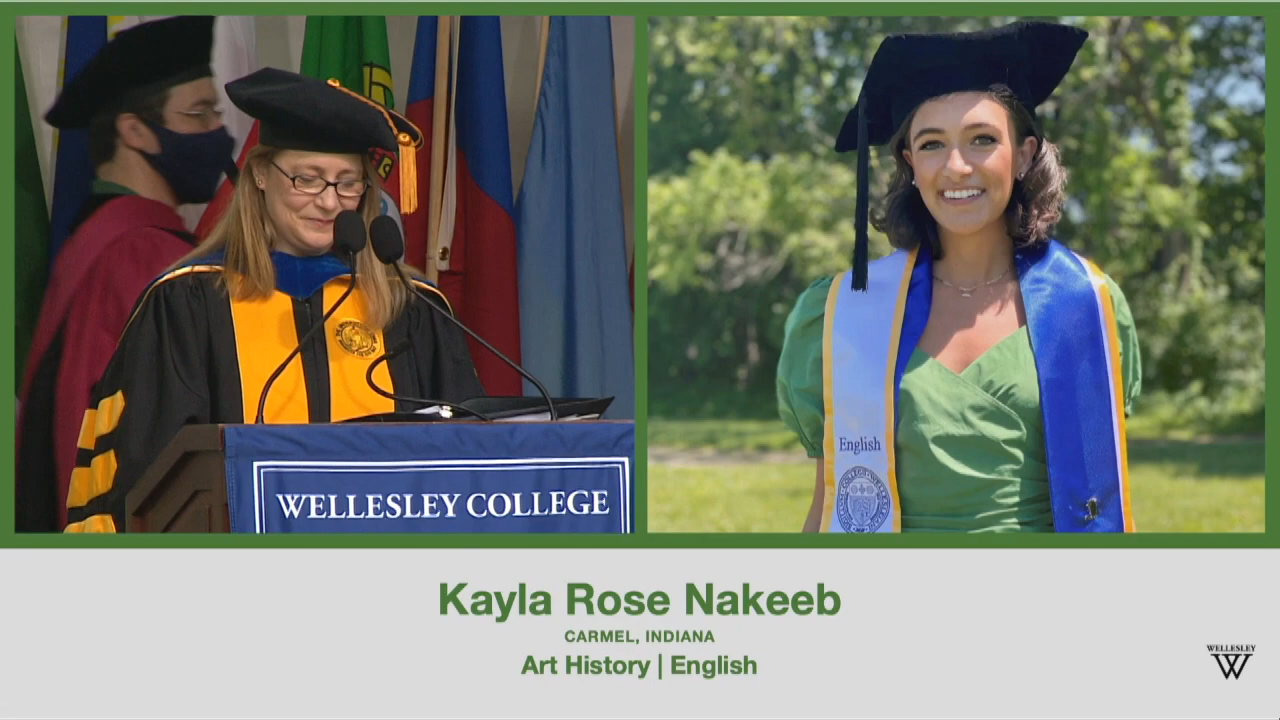 WELLESLEY COLLEGE
English
Kayla Rose Nakeeb
CARMEL, INDIANA
Art History | English
WELLESLEY
W